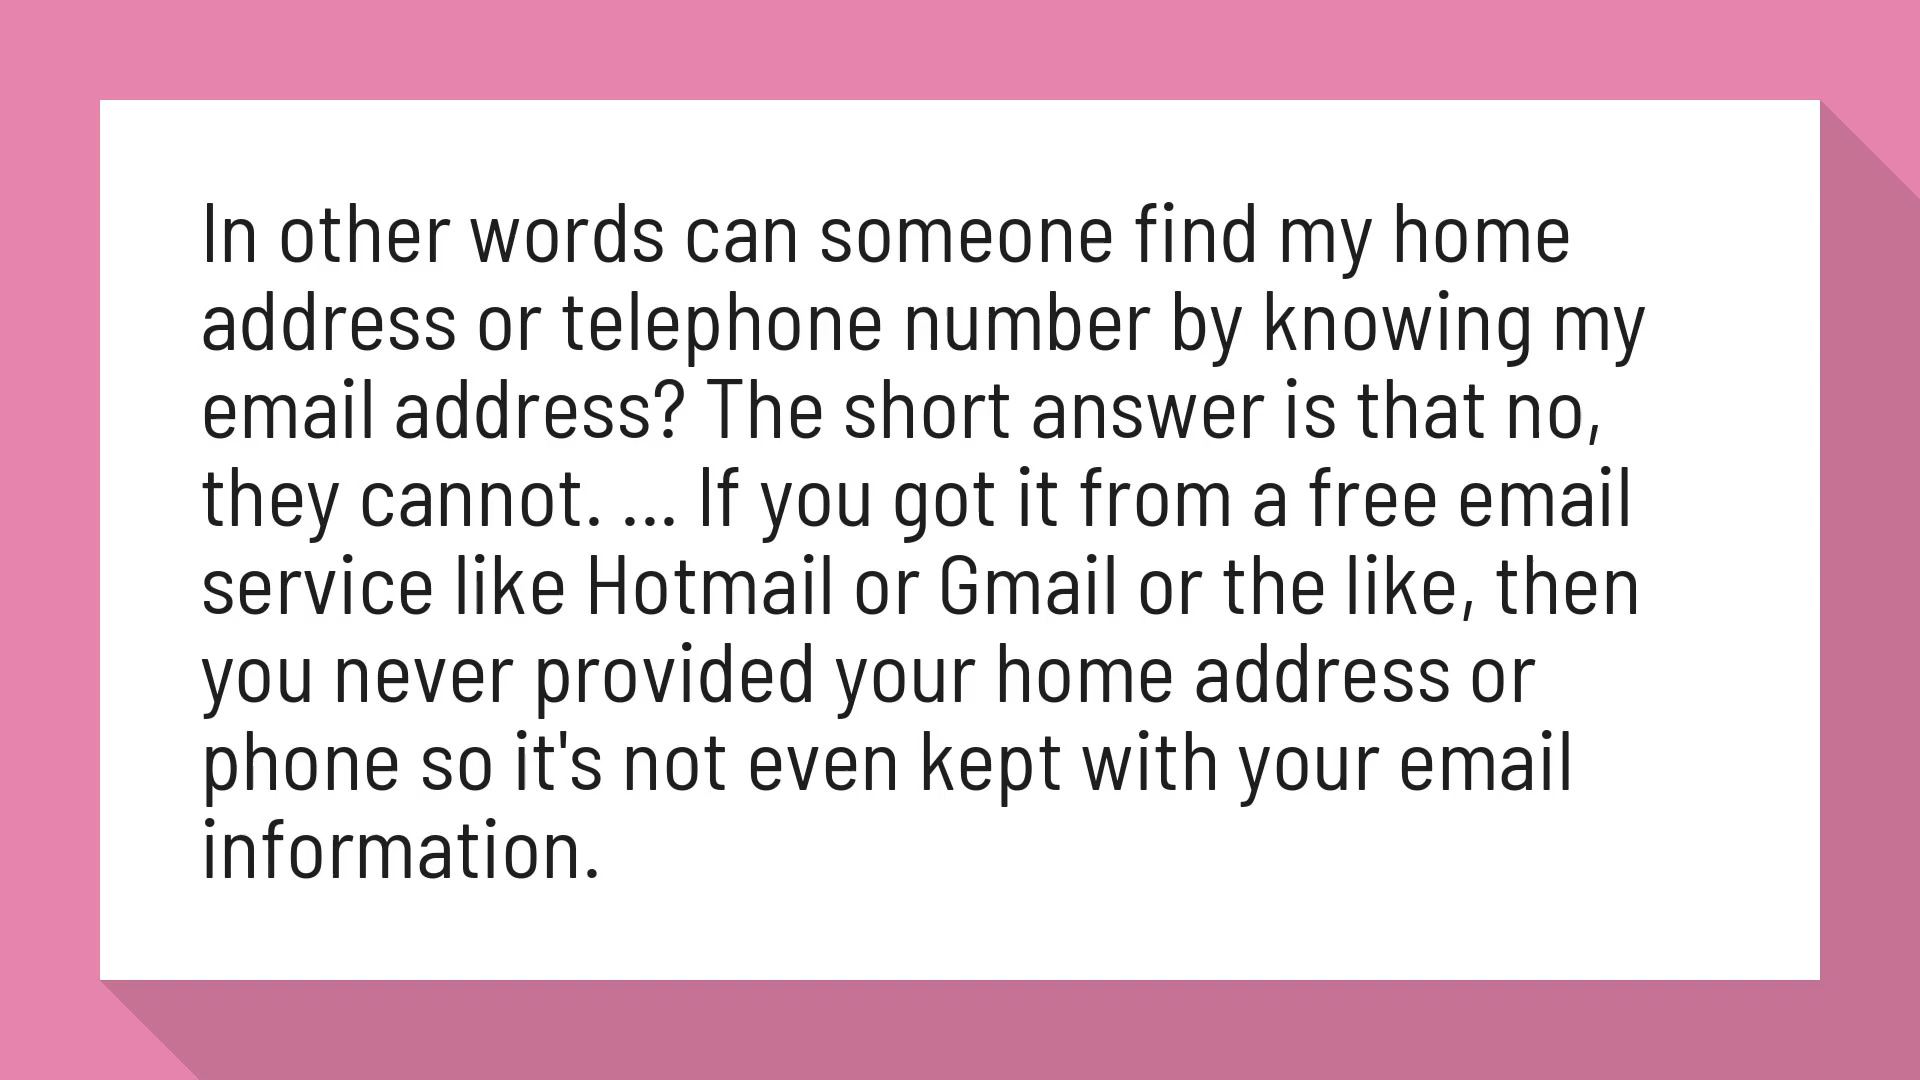 In other words can someone find my home
address or telephone number by knowing my
email address? The short answer is that no,
they cannot. ... If you got it from a free email
service like Hotmail or Gmail or the like, then
you never provided your home address or
phone so it's not even kept with your email
information.